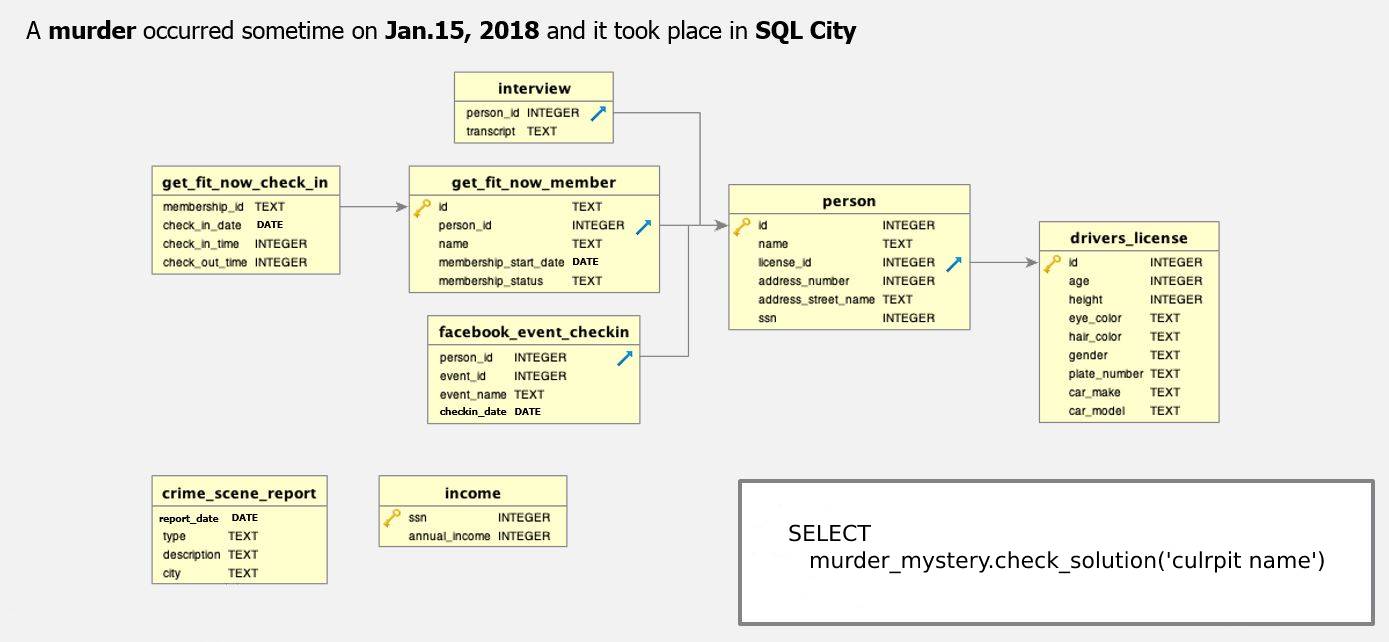 A murder occurred sometime on Jan.15, 2018 and it took place in SQL City
interview
person_id INTEGER
transcript TEXT
get_fit_now_check_in
membership_id TEXT
check_in_date DATE
check_in_time INTEGER
check_out_time INTEGER
get_fit_now_member
id TEXT
person_id INTEGER
name TEXT
membership_start_date DATE
membership_status TEXT
person
id INTEGER
name TEXT
license_id INTEGER
address_number INTEGER
address_street_name TEXT
ssn INTEGER
drivers_license
id INTEGER
age INTEGER
height INTEGER
eye_color TEXT
hair_color TEXT
gender TEXT
plate_number TEXT
car_make TEXT
car_model TEXT
facebook_event_checkin
person_id INTEGER
event_id INTEGER
event_name TEXT
checkin_date DATE
crime_scene_report
report_date DATE
type TEXT
description TEXT
city TEXT
income
ssn INTEGER
annual_income INTEGER
SELECT
murder_mystery.check_solution('culrpit name')